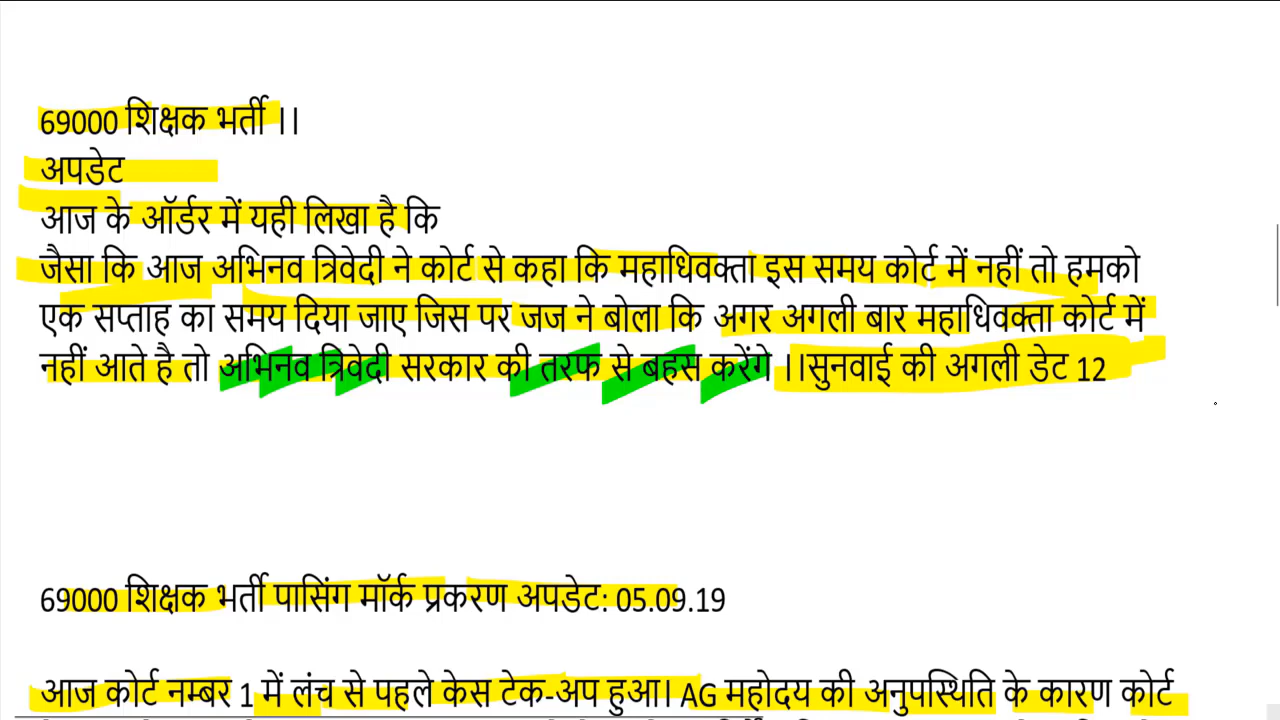 69000 शिक्षक भर्ती ।।
अपडेट
आज के ऑर्डर में यही लिखा है कि
जैसा कि आज अभिनव त्रिवेदी ने कोर्ट से कहा कि महाधिवक्ता इस समय कोर्ट में नहीं तो हमको
एक सप्ताह का समय दिया जाए जिस पर जज ने बोला कि अगर अगली बार महाधिवक्ता कोर्ट में
नहीं आते है तो अभिनव त्रिवेदी सरकार की तरफ से बहस करेंगे ।।सुनवाई की अगली डेट 12
69000 शिक्षक भर्ती पासिंग मॉर्क प्रकरण अपडेट: 05.09.19
आज कोर्ट नम्बर 1 में लंच से पहले केस टेक-अप हुआ। AG महोदय की अनुपस्थिति के कारण कोर्ट